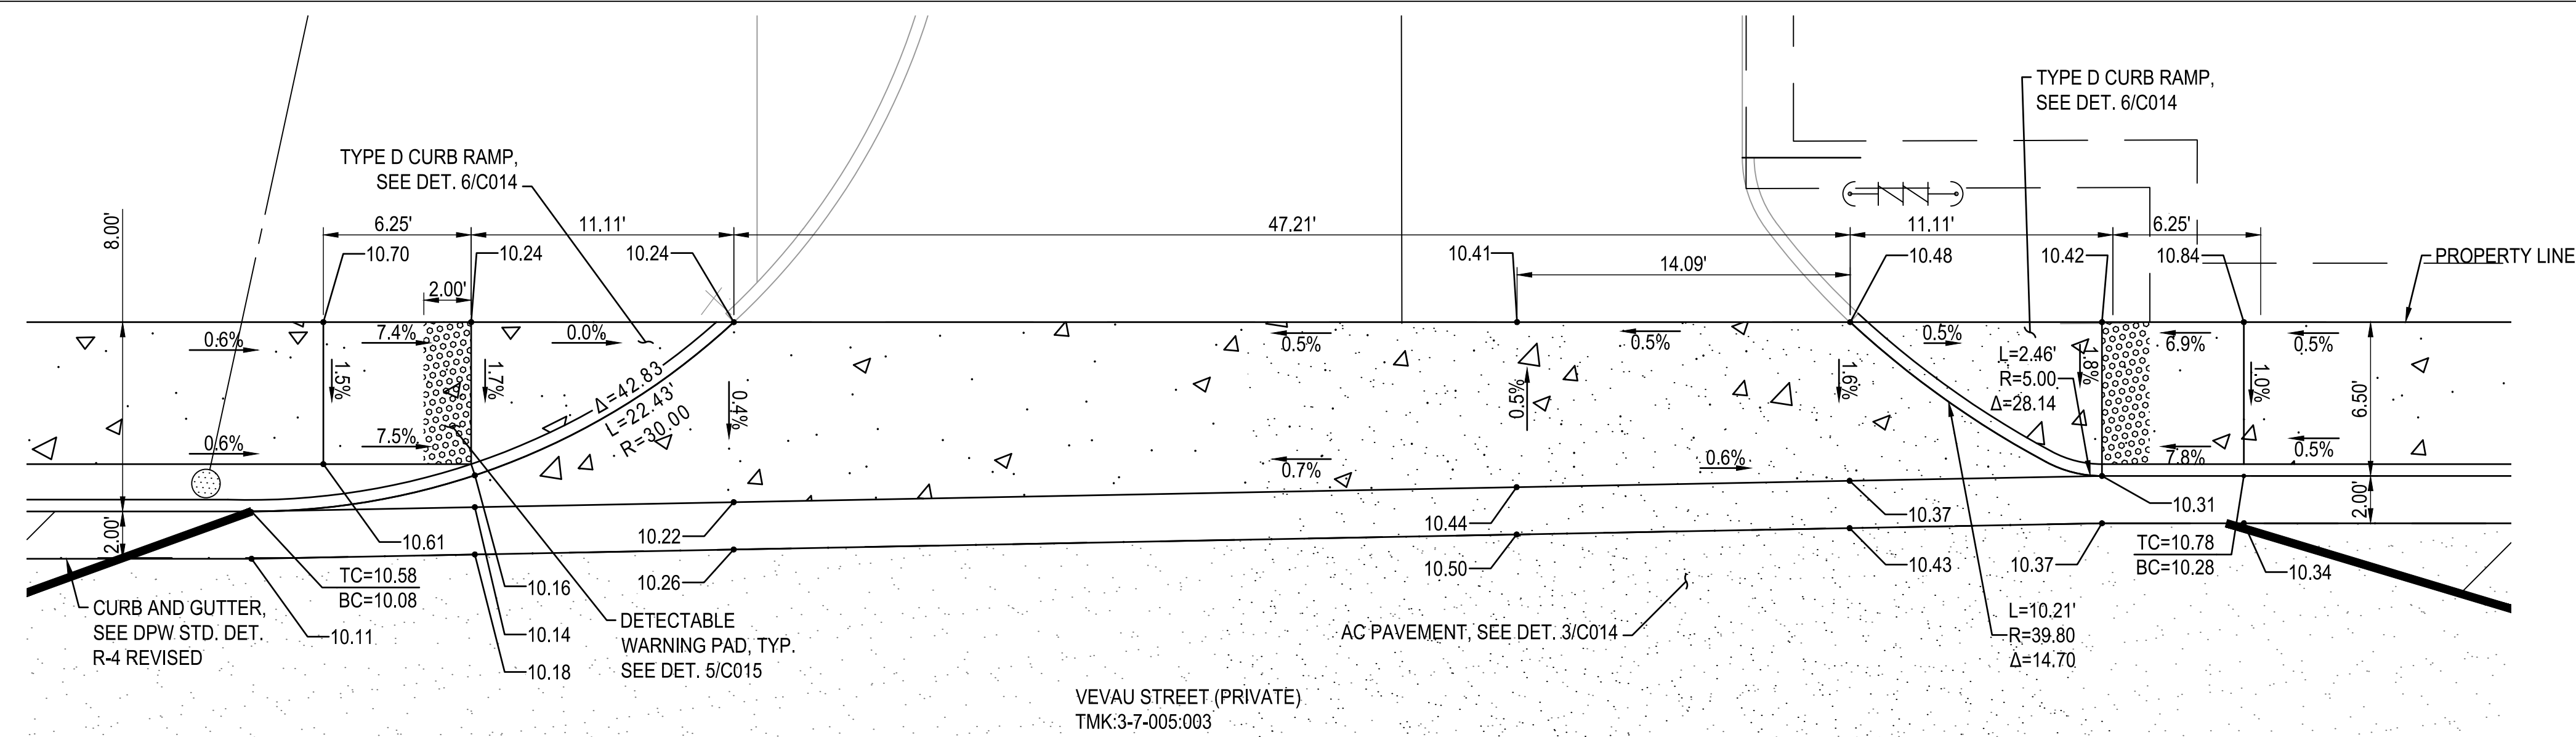 TYPE D CURB RAMP,
SEE DET. 6/C014
TYPE D CURB RAMP,
SEE DET. 6/C014
8.00'
6.25'
11.11'
47.21'
11.11'
6.25'
10.70
10.24
10.24
10.41
14.09'
10.48
10.42
10.84
PROPERTY LINE
2.00'
0.6%
7.4%
0.0%
0.5%
0.5%
0.5%
6.9%
0.5%
1.5%
1.7%
Δ=42.83
L=22.43'
R=30.00
0.4%
0.5%
1.6%
L=2.46'
R=5.00
Δ=28.14
1.8%
1.0%
6.50'
0.6%
7.5%
0.7%
0.6%
7.8%
0.5%
2.00'
10.61
10.22
10.44
10.37
10.31
2.00'
TC=10.58
BC=10.08
10.16
10.26
10.50
10.43
10.37
TC=10.78
BC=10.28
10.34
CURB AND GUTTER,
SEE DPW STD. DET.
R-4 REVISED
10.11
10.14
10.18
DETECTABLE
WARNING PAD, TYP.
SEE DET. 5/C015
AC PAVEMENT, SEE DET. 3/C014
L=10.21'
R=39.80
Δ=14.70
VEVAU STREET (PRIVATE)
TMK:3-7-005:003